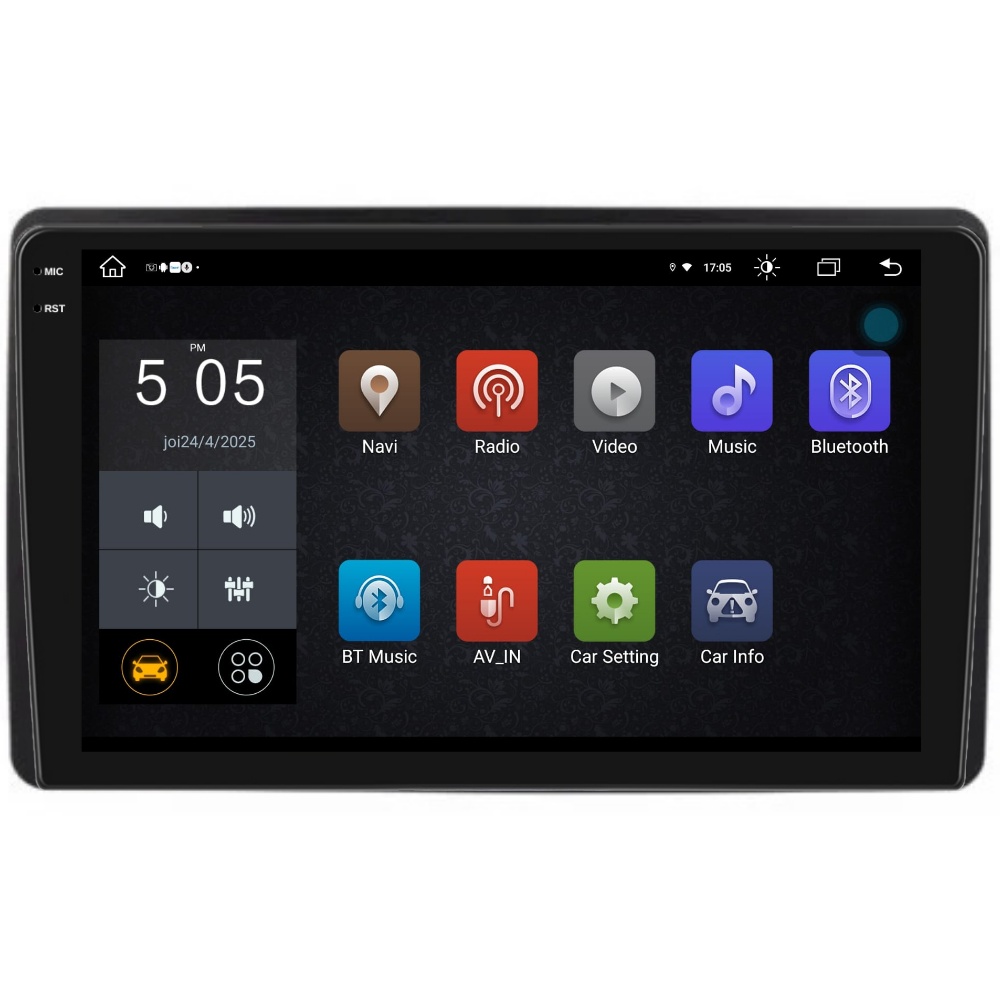 MIC
17:05
RST
PM
5 05
joi24/4/2025
Navi
Radio
Video
Music
Bluetooth
BT Music
AV_IN
Car Setting
Car Info